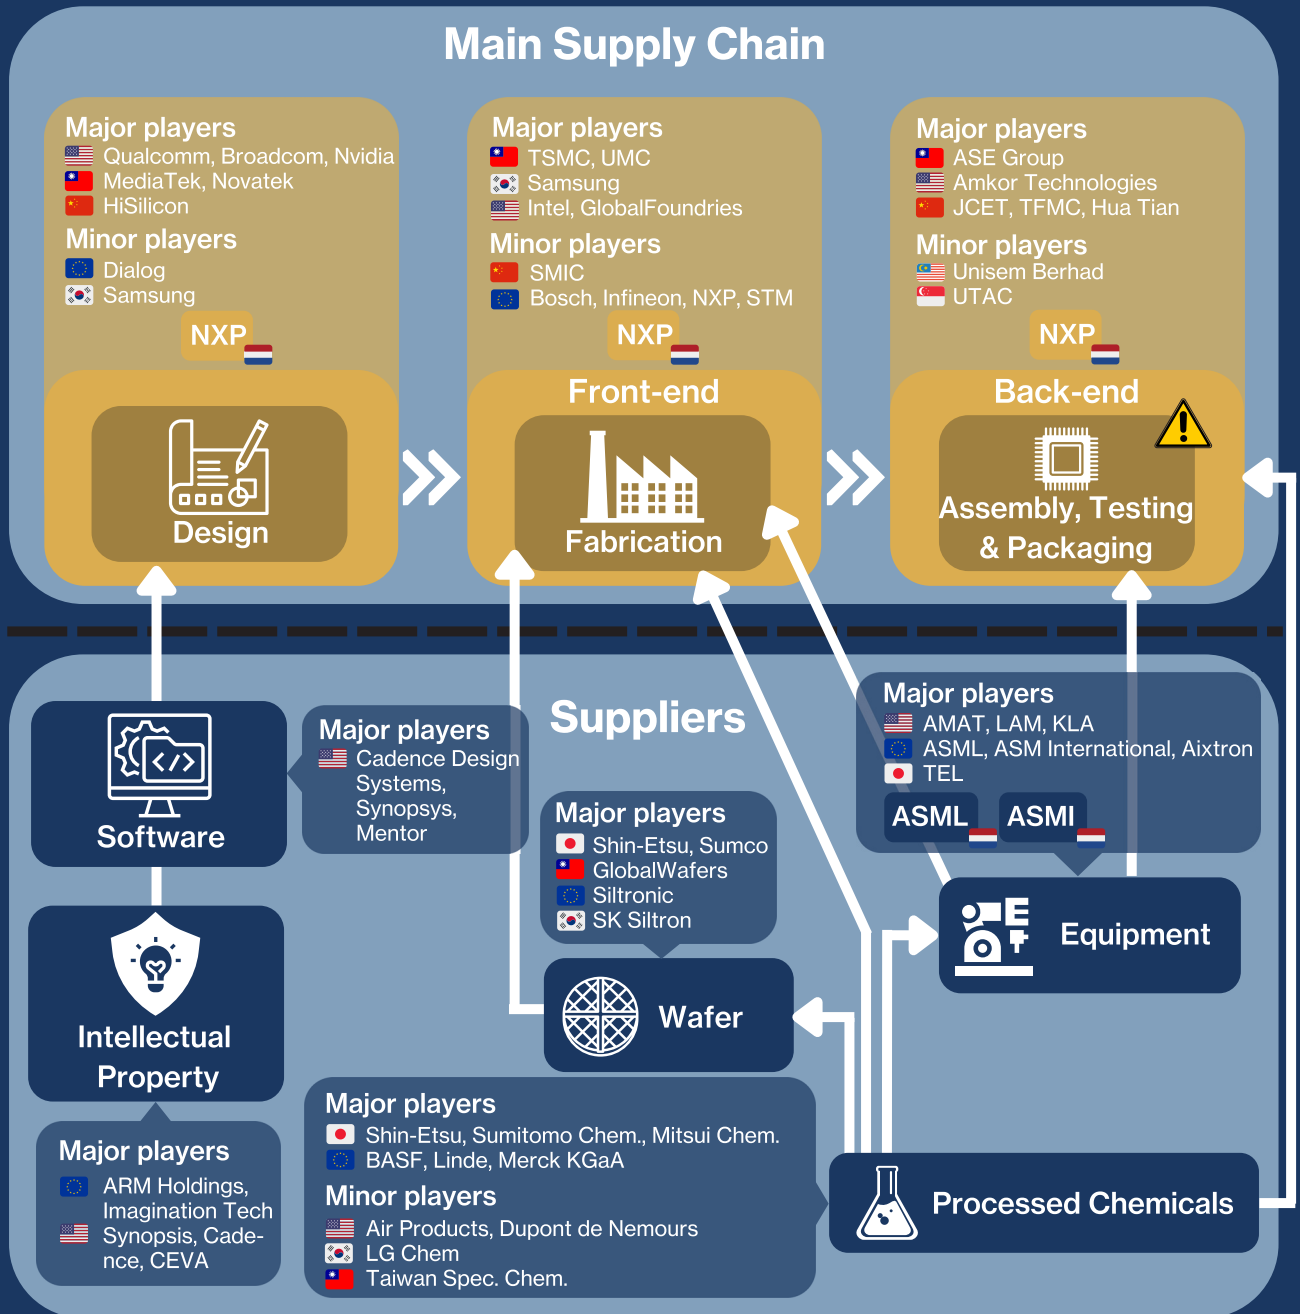 Main Supply Chain
Major players
Qualcomm, Broadcom, Nvidia
MediaTek, Novatek
HiSilicon
Minor players
Dialog
Samsung
NXP
Design
Major players
TSMC, UMC
Samsung
Intel, GlobalFoundries
Minor players
SMIC
Bosch, Infineon, NXP, STM
NXP
Front-end
Fabrication
Major players
ASE Group
Amkor Technologies
JCET, TFMC, Hua Tian
Minor players
Unisem Berhad
UTAC
NXP
Back-end
Assembly, Testing
& Packaging
Suppliers
Software
Major players
Cadence Design
Systems,
Synopsys,
Mentor
Intellectual
Property
Major players
ARM Holdings,
Imagination Tech
Synopsis, Cade-
nce, CEVA
Major players
Shin-Etsu, Sumco
GlobalWafers
Siltronic
SK Siltron
Wafer
Major players
AMAT, LAM, KLA
ASML, ASM International, Aixtron
TEL
ASML
ASMI
Equipment
Major players
Shin-Etsu, Sumitomo Chem., Mitsui Chem.
BASF, Linde, Merck KGaA
Minor players
Air Products, Dupont de Nemours
LG Chem
Taiwan Spec. Chem.
Processed Chemicals